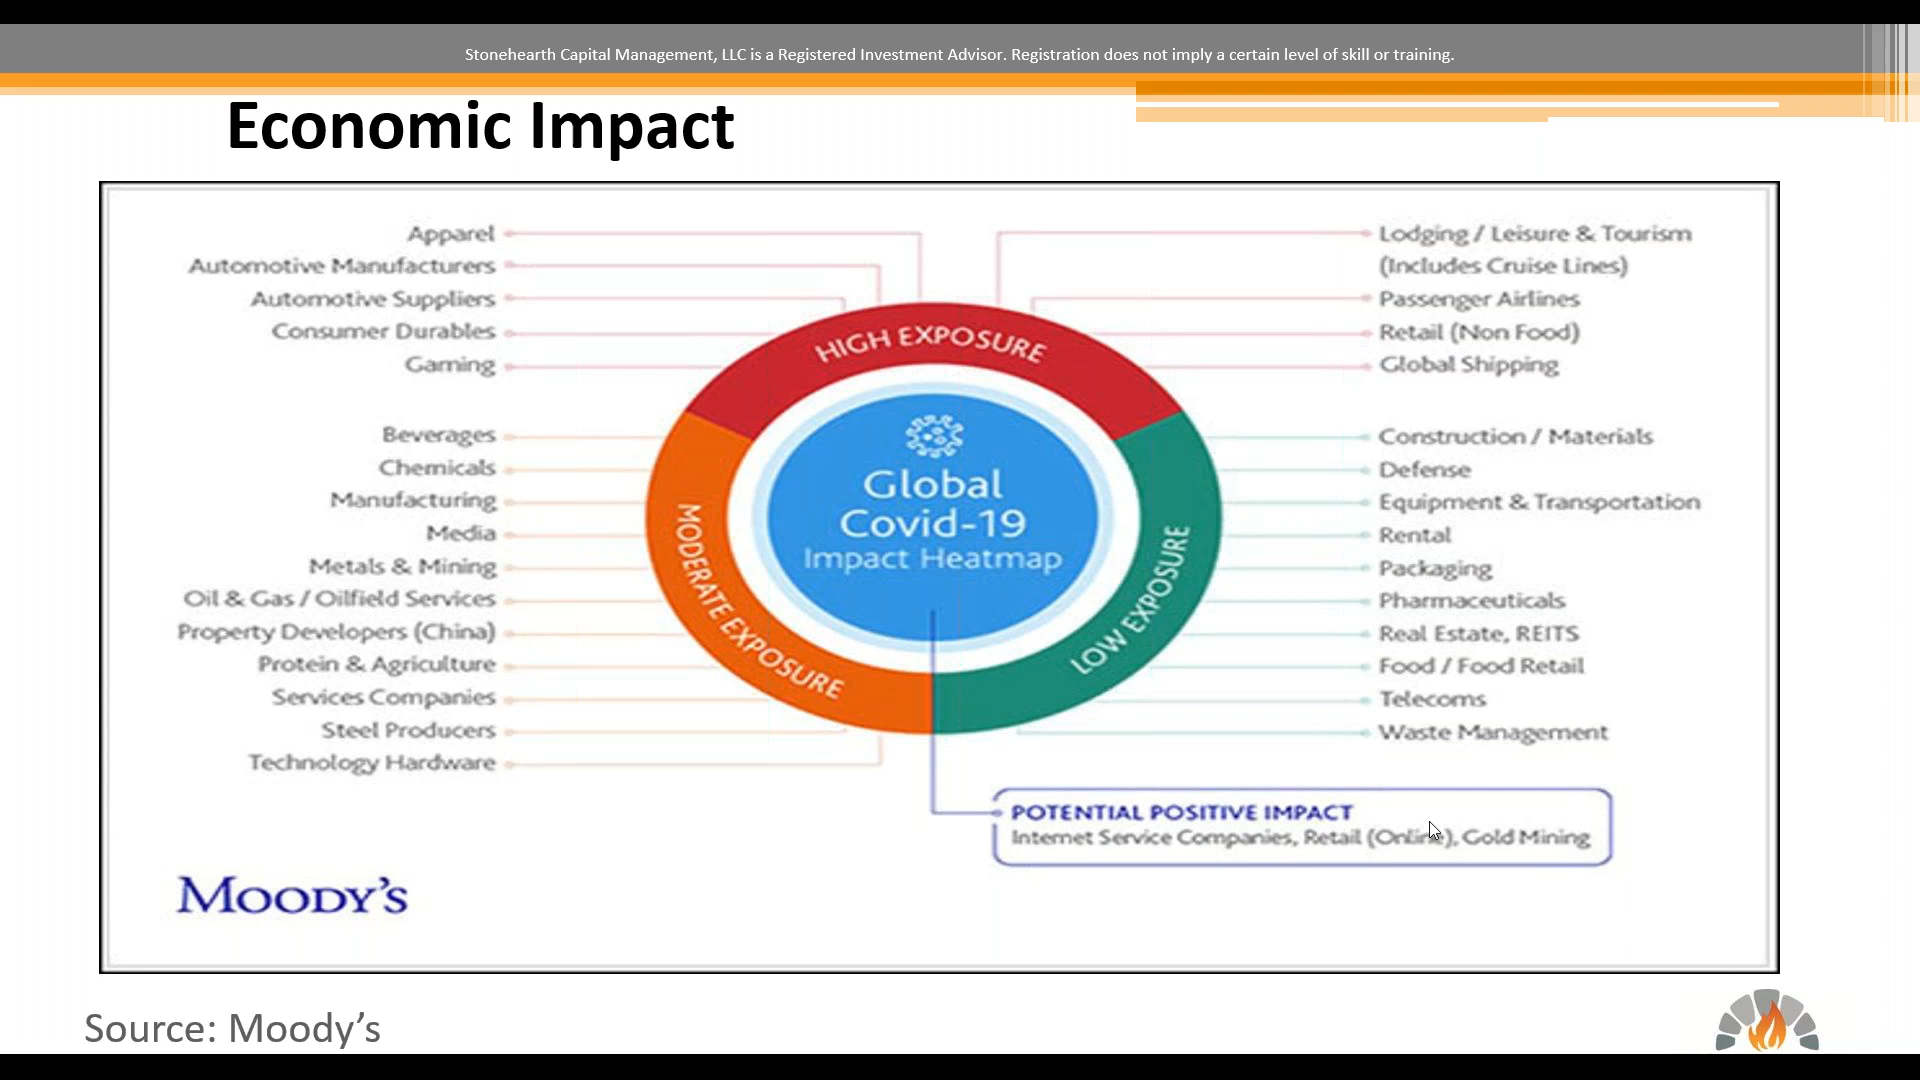 Stonehearth Capital Management, LLC is a Registered Investment Advisor. Registration does not imply a certain level of skill or training.
Economic Impact
Apparel
Automotive Manufacturers
Automotive Suppliers
Consumer Durables
Gaming
Lodging / Leisure & Tourism
(Includes Cruise Lines)
Passenger Airlines
Retail (Non Food)
Global Shipping
HIGH EXPOSURE
Beverages
Chemicals
Manufacturing
Media
Metals & Mining
Oil & Gas / Oilfield Services
Property Developers (China)
Protein & Agriculture
Services Companies
Steel Producers
Technology Hardware
MODERATE EXPOSURE
Global
Covid-19
Impact Heatmap
LOW EXPOSURE
Construction / Materials
Defense
Equipment & Transportation
Rental
Packaging
Pharmaceuticals
Real Estate, REITS
Food / Food Retail
Telecoms
Waste Management
POTENTIAL POSITIVE IMPACT
Internet Service Companies, Retail (Online), Gold Mining
MOODY'S
Source: Moody's